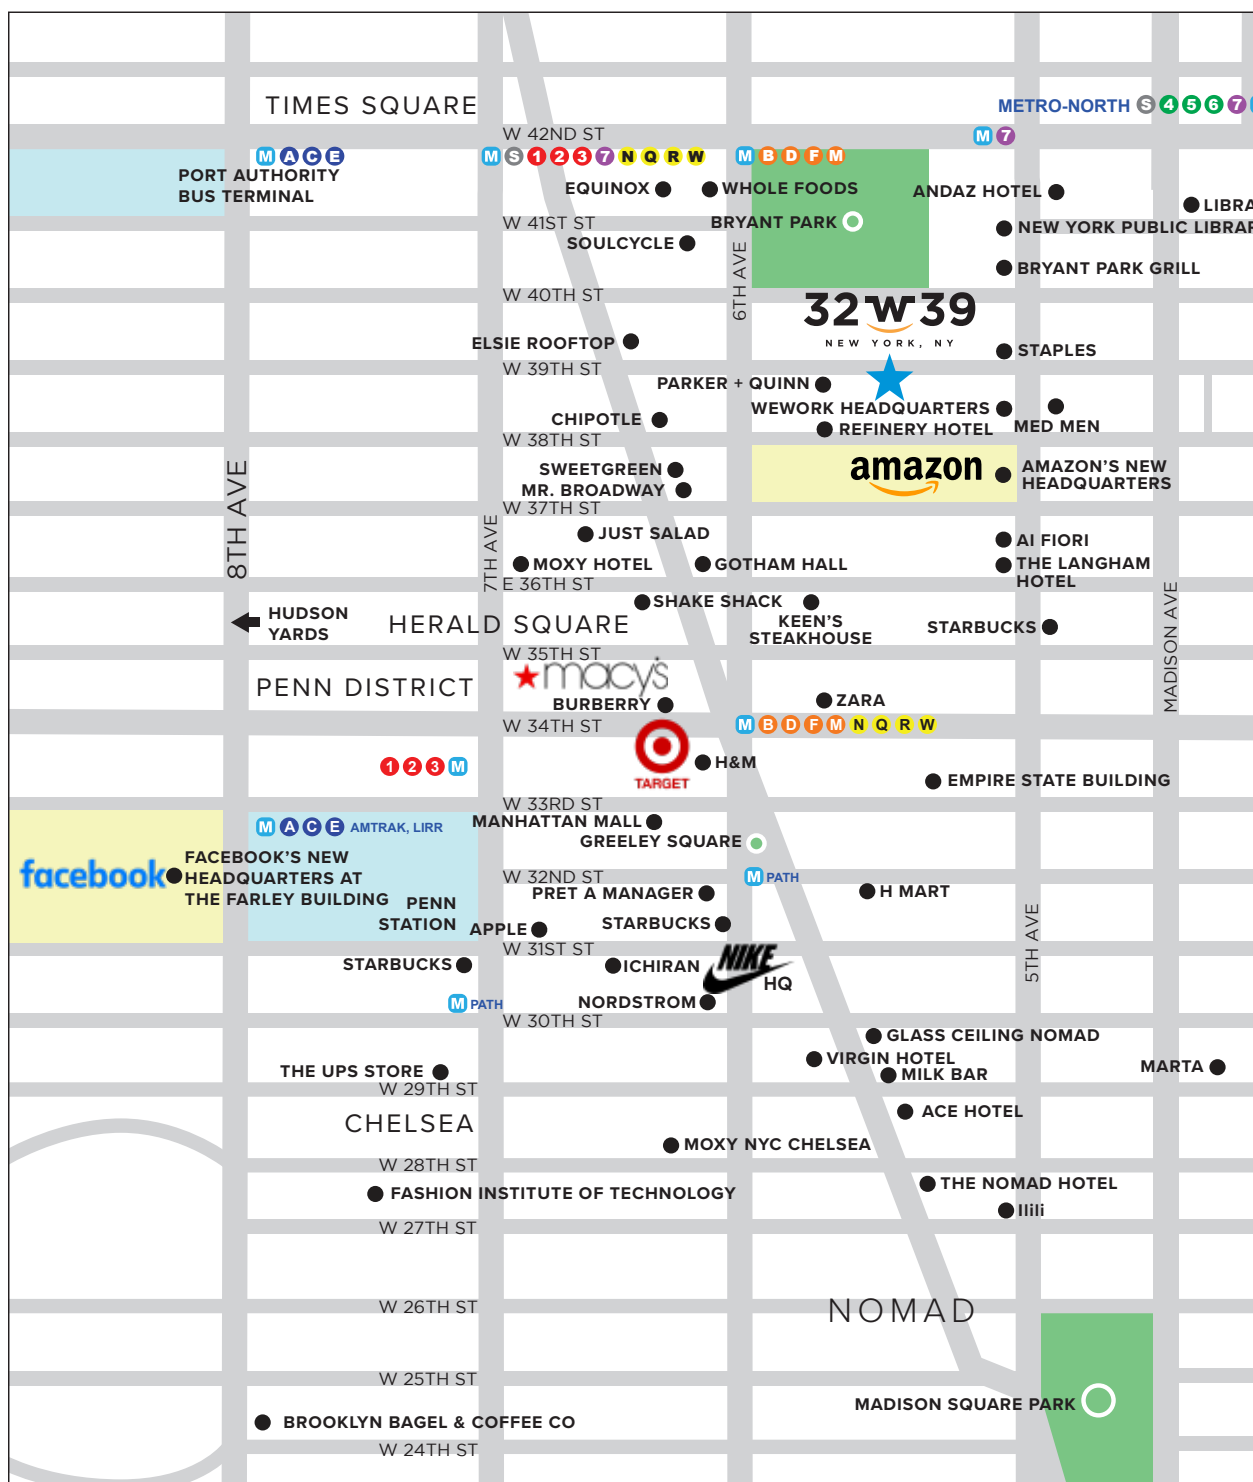 TIMES SQUARE
METRO-NORTH S 4 5 6 7
W 42ND ST
M 7
M A C E
M S 1 2 3 7 N Q R W
M B D F M
PORT AUTHORITY
BUS TERMINAL
EQUINOX
WHOLE FOODS
ANDAZ HOTEL
W 41ST ST
BRYANT PARK
NEW YORK PUBLIC
SOULCYCLE
6TH AVE
BRYANT PARK GRILL
W 40TH ST
32 W 39
NEW YORK, NY
ELSIE ROOFTOP
STAPLES
W 39TH ST
PARKER + QUINN
WEWORK HEADQUARTERS
CHIPOTLE
REFINERY HOTEL
MED MEN
W 38TH ST
8TH AVE
SWEETGREEN
amazon
AMAZON'S NEW
HEADQUARTERS
MR. BROADWAY
W 37TH ST
7TH AVE
JUST SALAD
AI FIORI
MOXY HOTEL
GOTHAM HALL
THE LANGHAM
HOTEL
E 36TH ST
MADISON AVE
SHAKE SHACK
HUDSON
YARDS
HERALD SQUARE
KEEN'S
STEAKHOUSE
STARBUCKS
W 35TH ST
PENN DISTRICT
macy's
BURBERRY
ZARA
W 34TH ST
M B D F M N Q R W
1 2 3 M
TARGET
H&M
EMPIRE STATE BUILDING
W 33RD ST
M A C E AMTRAK, LIRR
MANHATTAN MALL
GREELEY SQUARE
facebook
FACEBOOK'S NEW
HEADQUARTERS AT
THE FARLEY BUILDING
W 32ND ST
M PATH
PENN
STATION
PRET A MANAGER
H MART
5TH AVE
APPLE
STARBUCKS
W 31ST ST
STARBUCKS
ICHIRAN
NIKE
HQ
M PATH
NORDSTROM
W 30TH ST
GLASS CEILING NOMAD
VIRGIN HOTEL
MARTA
THE UPS STORE
MILK BAR
W 29TH ST
CHELSEA
ACE HOTEL
MOXY NYC CHELSEA
W 28TH ST
FASHION INSTITUTE OF TECHNOLOGY
THE NOMAD HOTEL
Ilili
W 27TH ST
W 26TH ST
NOMAD
W 25TH ST
MADISON SQUARE PARK
BROOKLYN BAGEL & COFFEE CO
W 24TH ST